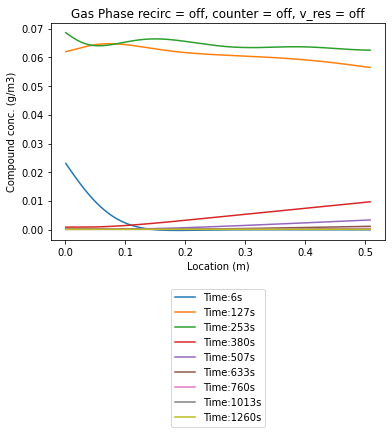 Gas Phase recirc = off, counter = off, v_res = off
Compound conc. (g/m3)
0.07
0.06
0.05
0.04
0.03
0.02
0.01
0.00
0.0 0.1 0.2 0.3 0.4 0.5
Location (m)
Time:6s
Time:127s
Time:253s
Time:380s
Time:507s
Time:633s
Time:760s
Time:1013s
Time:1260s